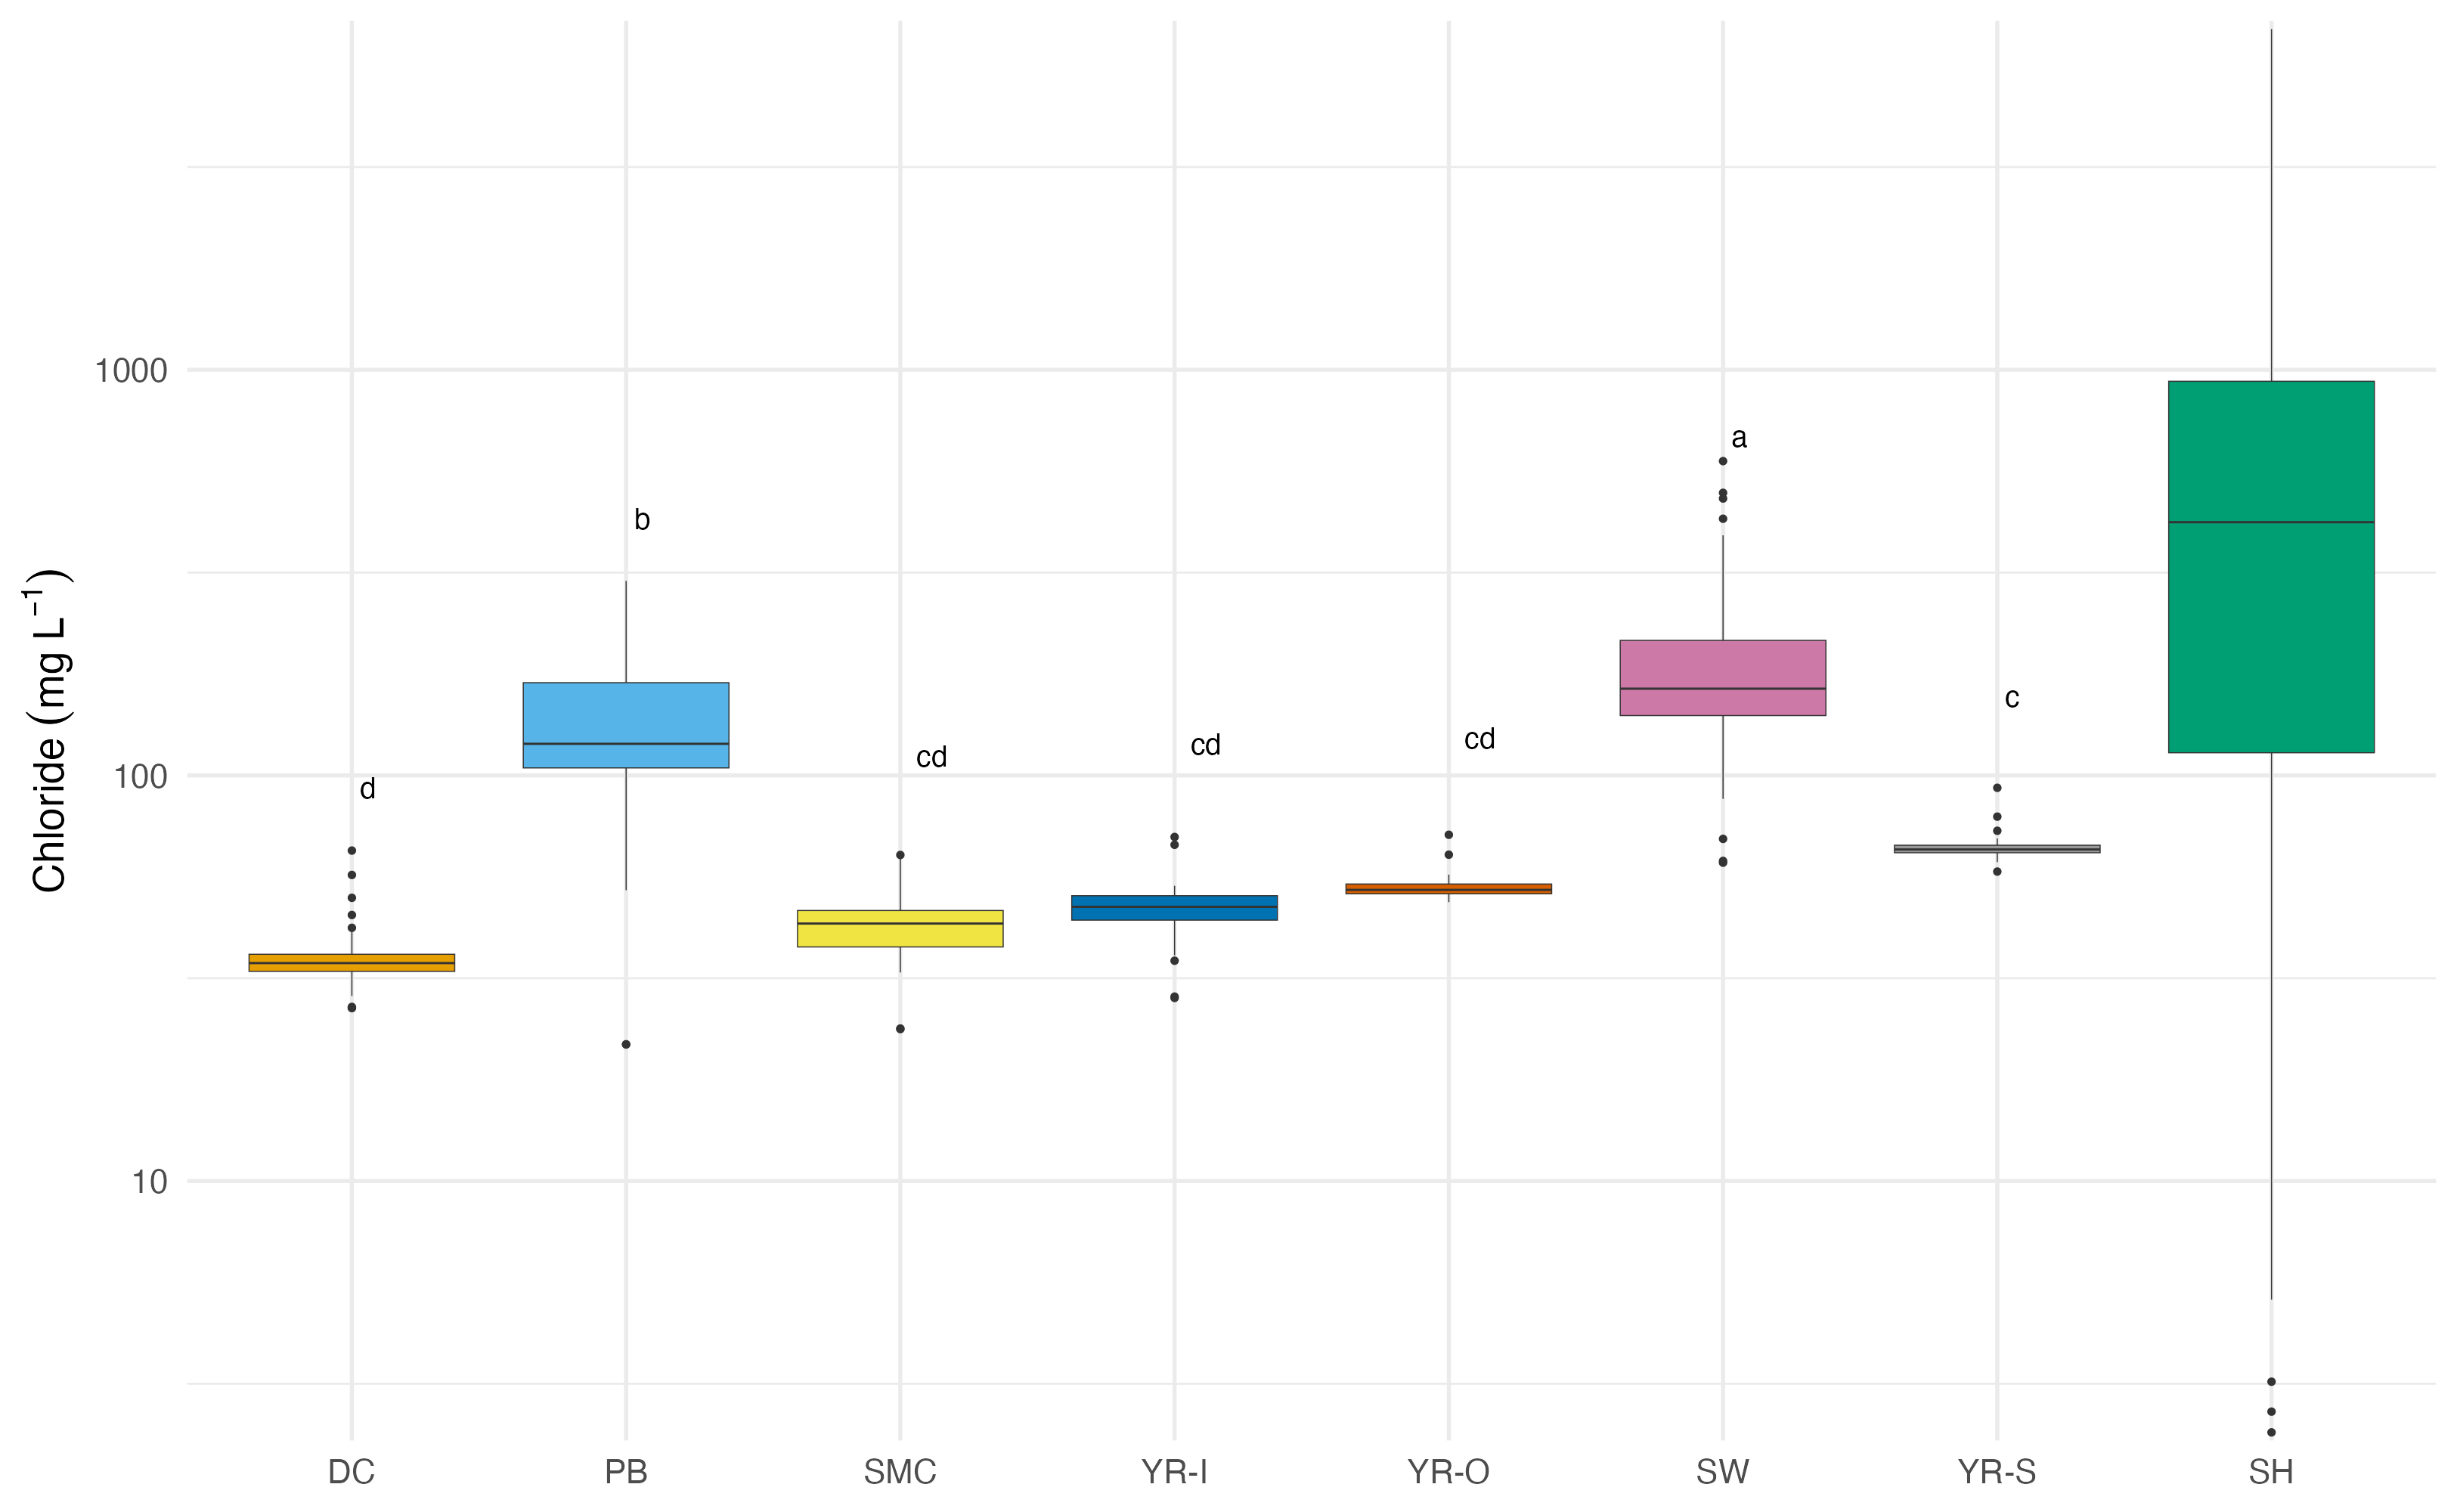 Chloride (mg L⁻¹)
1000
100
10
a
b
c
cd
cd
cd
d
DC PB SMC YR-I YR-O SW YR-S SH